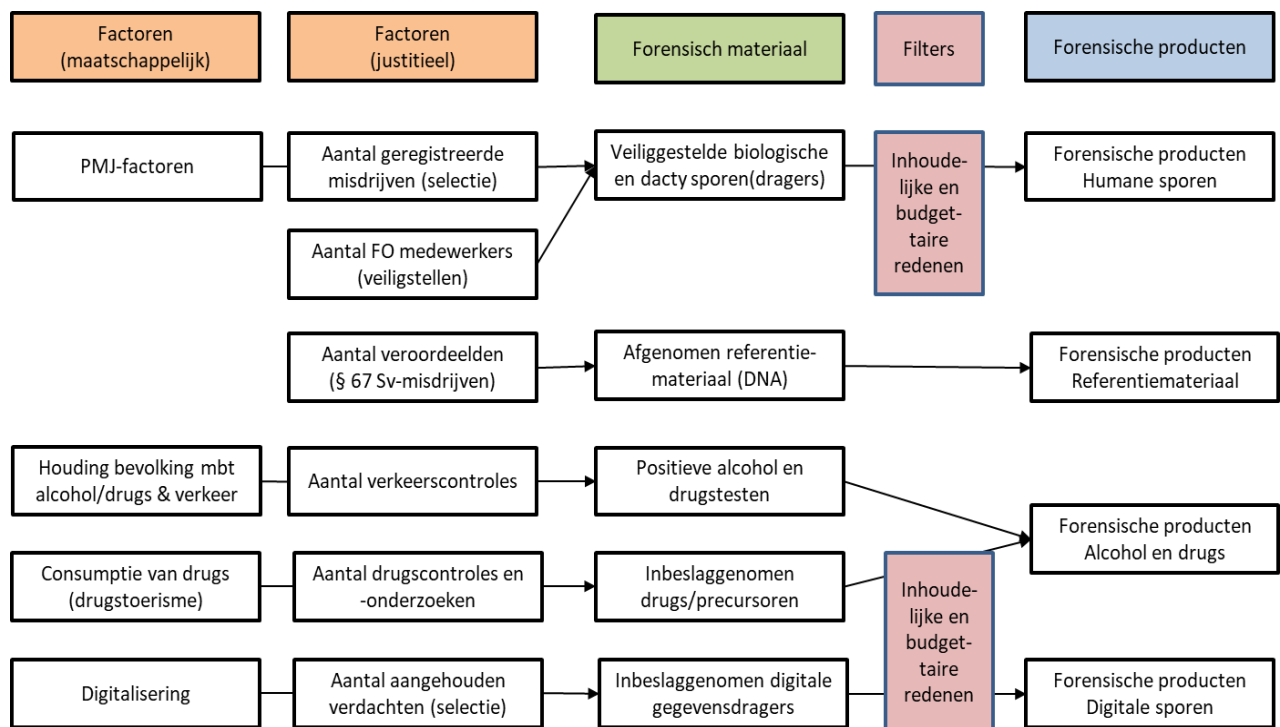 Factoren
(maatschappelijk)
Factoren
(justitieel)
Forensisch materiaal
Filters
Forensische producten
PMJ-factoren
Aantal geregistreerde
misdrijven (selectie)
Veiliggestelde biologische
en dacty sporen(dragers)
Inhoude-
lijke en
budget-
taire
redenen
Forensische producten
Humane sporen
Aantal FO medewerkers
(veiligstellen)
Aantal veroordeelden
(§ 67 Sv-misdrijven)
Afgenomen referentie-
materiaal (DNA)
Forensische producten
Referentiemateriaal
Houding bevolking mbt
alcohol/drugs & verkeer
Aantal verkeerscontroles
Positieve alcohol en
drugstesten
Forensische producten
Alcohol en drugs
Consumptie van drugs
(drugstoerisme)
Aantal drugscontroles en
-onderzoeken
Inbeslaggenomen
drugs/precursoren
Inhoude-
lijke en
budget-
taire
redenen
Digitalisering
Aantal aangehouden
verdachten (selectie)
Inbeslaggenomen digitale
gegevensdragers
Forensische producten
Digitale sporen